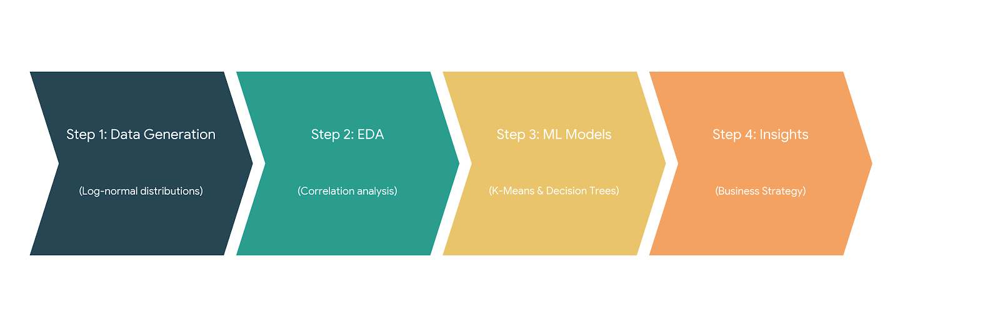 Step 1: Data Generation
(Log-normal distributions)
Step 2: EDA
(Correlation analysis)
Step 3: ML Models
(K-Means & Decision Trees)
Step 4: Insights
(Business Strategy)